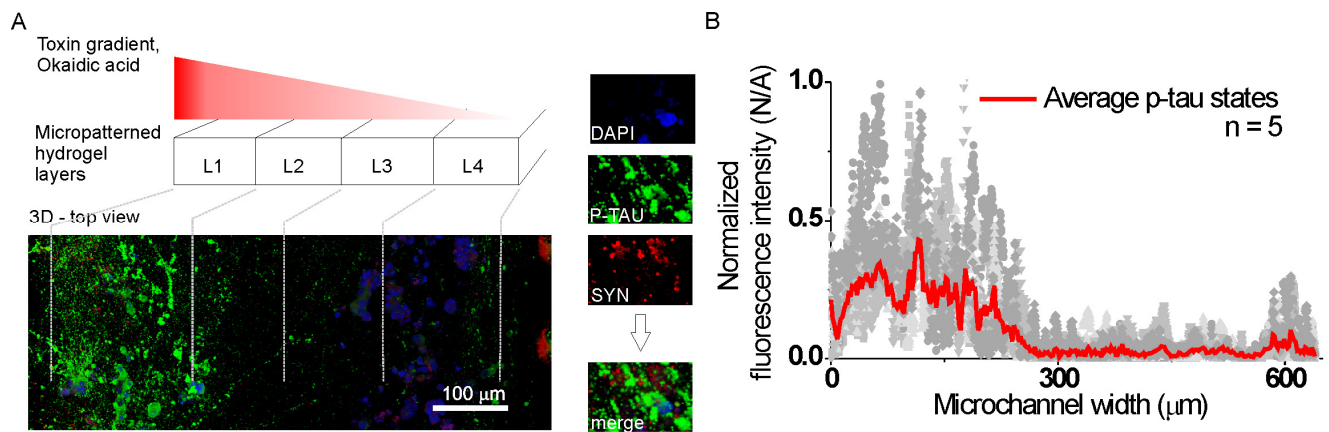 A
Toxin gradient,
Okaidic acid
Micropatterned
hydrogel
layers
L1 L2 L3 L4
3D - top view
100 μm
DAPI
P-TAU
SYN
merge
B
Normalized
fluorescence intensity (N/A)
1.0
0.5
0.0
Average p-tau states
n = 5
0 300 600
Microchannel width (μm)